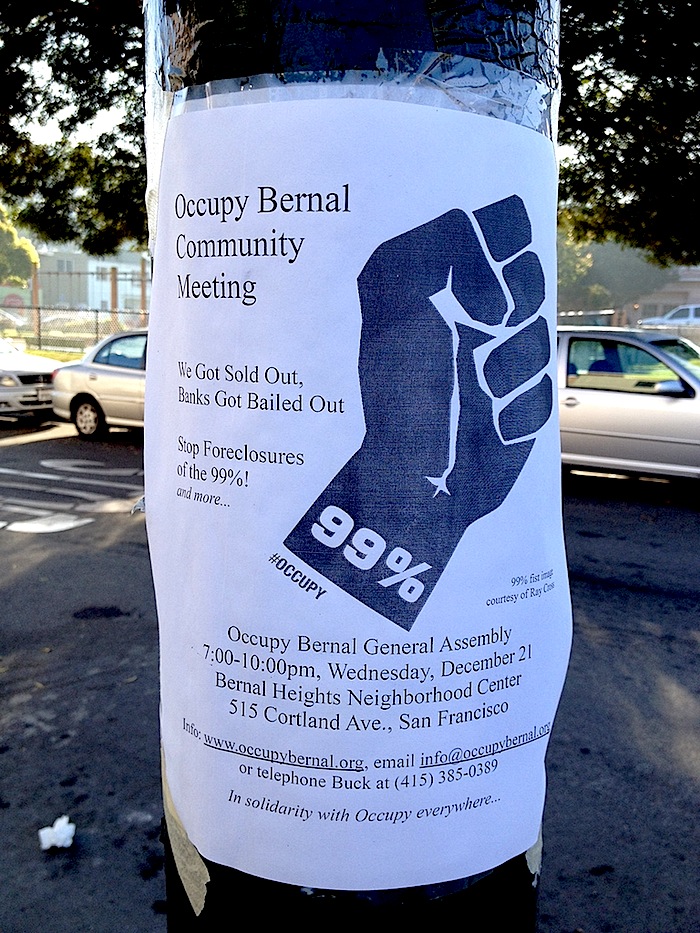 Occupy Bernal
Community
Meeting
We Got Sold Out,
Banks Got Bailed Out
Stop Foreclosures
of the 99%!
and more...
99%
#OCCUPY
99% fist image
courtesy of Ray Cross
Occupy Bernal General Assembly
7:00-10:00pm, Wednesday, December 21
Bernal Heights Neighborhood Center
515 Cortland Ave., San Francisco
Info: www.occupybernal.org, email info@occupybernal.org
or telephone Buck at (415) 385-0389
In solidarity with Occupy everywhere...